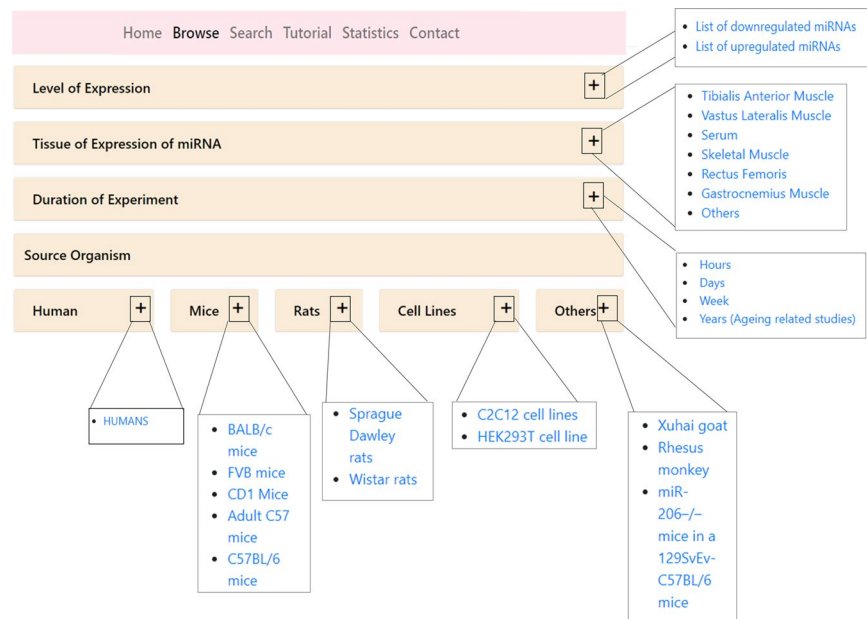 Home Browse Search Tutorial Statistics Contact
• List of downregulated miRNAs
• List of upregulated miRNAs
Level of Expression +
Tissue of Expression of miRNA +
• Tibialis Anterior Muscle
• Vastus Lateralis Muscle
• Serum
• Skeletal Muscle
• Rectus Femoris
• Gastrocnemius Muscle
• Others
Duration of Experiment +
• Hours
• Days
• Week
• Years (Ageing related studies)
Source Organism
Human + Mice + Rats + Cell Lines + Others +
• HUMANS
• BALB/c
mice
• FVB mice
• CD1 Mice
• Adult C57
mice
• C57BL/6
mice
• Sprague
Dawley
rats
• Wistar rats
• C2C12 cell lines
• HEK293T cell line
• Xuhai goat
• Rhesus
monkey
• miR-
206–/–
mice in a
129SvEv-
C57BL/6
mice